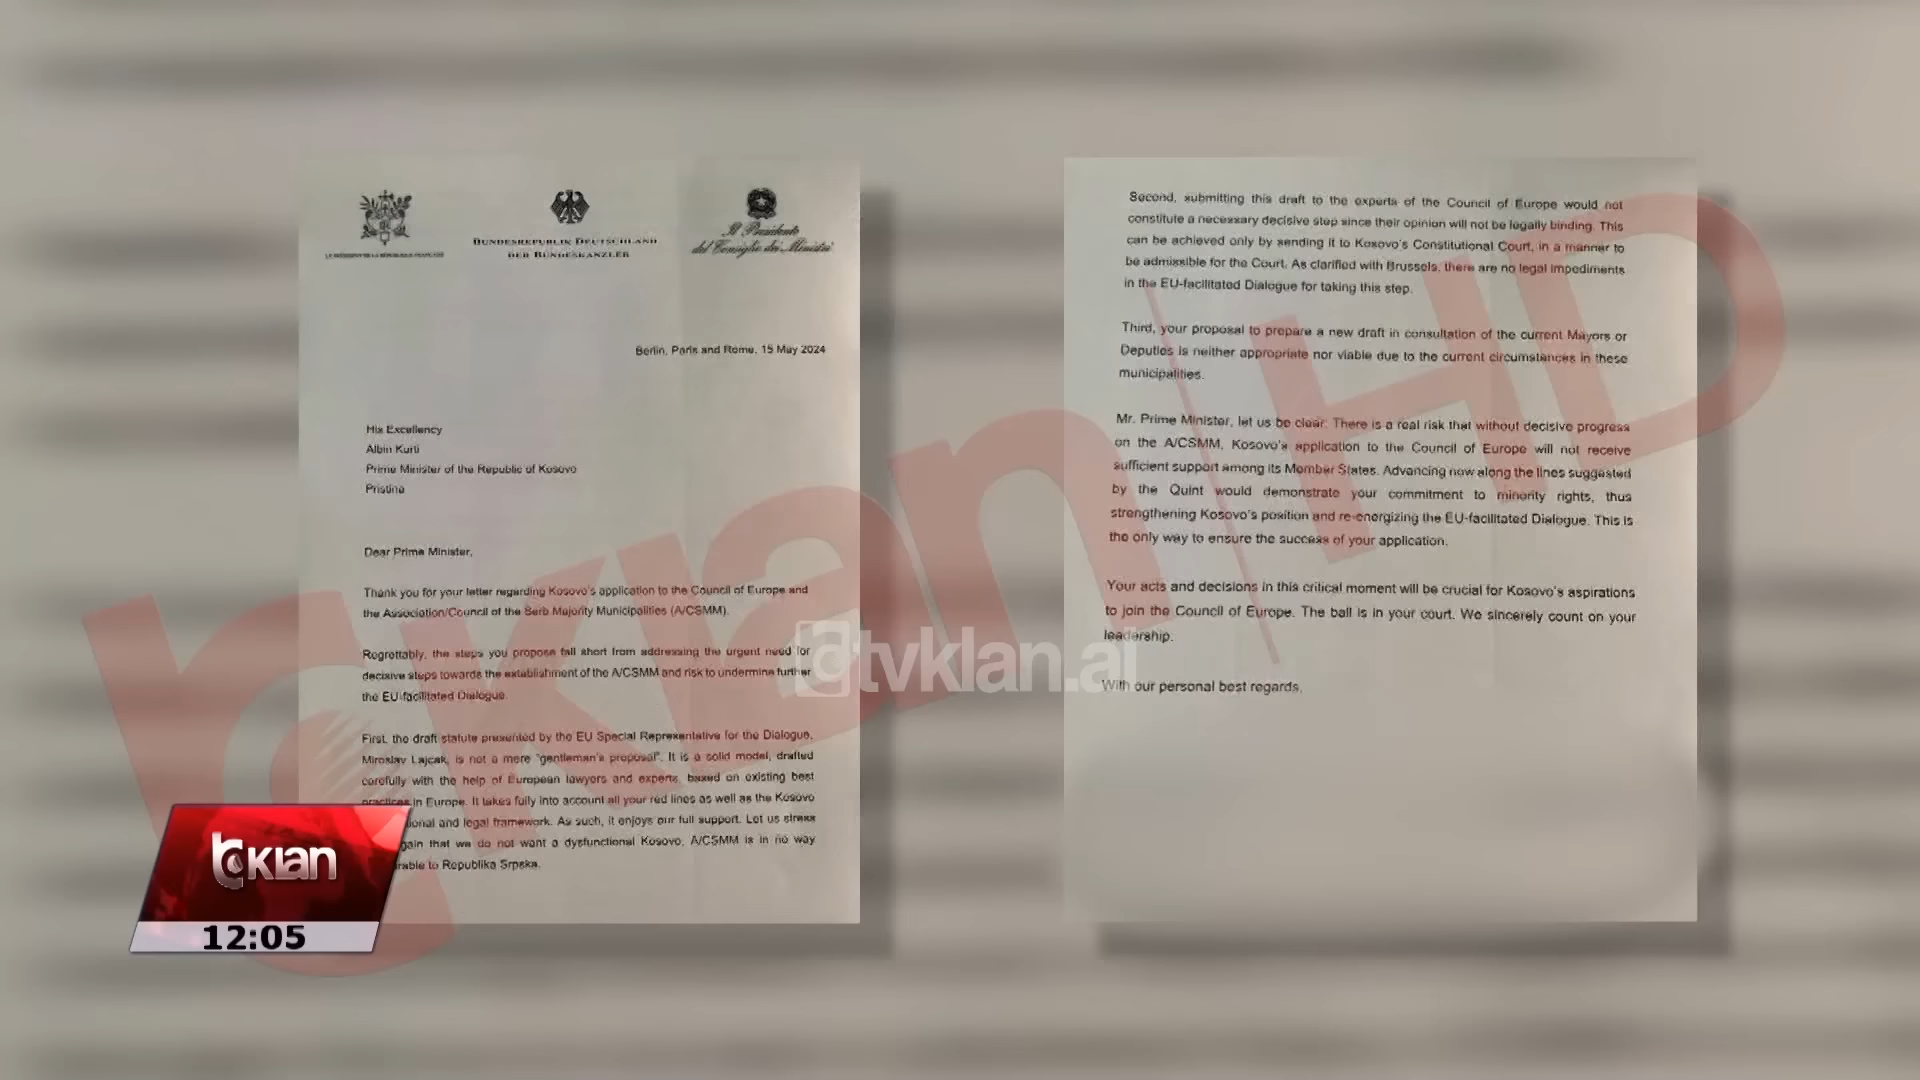 LE PRÉSIDENT DE LA RÉPUBLIQUE FRANÇAISE
BUNDESREPUBLIK DEUTSCHLAND
DER BUNDESKANZLER
Il Presidente
del Consiglio dei Ministri
Berlin, Paris and Rome, 15 May 2024
His Excellency
Albin Kurti
Prime Minister of the Republic of Kosovo
Pristina
Dear Prime Minister,
Thank you for your letter regarding Kosovo's application to the Council of Europe and
the Association/Council of the Serb Majority Municipalities (A/CSMM).
Regrettably, the steps you propose fall short from addressing the urgent need for
decisive steps towards the establishment of the A/CSMM and risk to undermine further
the EU-facilitated Dialogue.
First, the draft statute presented by the EU Special Representative for the Dialogue,
Miroslav Lajcak, is not a mere "gentleman's proposal". It is a solid model, drafted
carefully with the help of European lawyers and experts, based on existing best
practices in Europe. It takes fully into account all your red lines as well as the Kosovo
ional and legal framework. As such, it enjoys our full support. Let us stress
gain that we do not want a dysfunctional Kosovo, A/CSMM is in no way
rable to Republika Srpska.
Second, submitting this draft to the experts of the Council of Europe would not
constitute a necessary decisive step since their opinion will not be legally binding. This
can be achieved only by sending it to Kosovo's Constitutional Court, in a manner to
be admissible for the Court. As clarified with Brussels, there are no legal impediments
in the EU-facilitated Dialogue for taking this step.
Third, your proposal to prepare a new draft in consultation of the current Mayors or
Deputies is neither appropriate nor viable due to the current circumstances in these
municipalities.
Mr. Prime Minister, let us be clear: There is a real risk that without decisive progress
on the A/CSMM, Kosovo's application to the Council of Europe will not receive
sufficient support among its Member States. Advancing now along the lines suggested
by the Quint would demonstrate your commitment to minority rights, thus
strengthening Kosovo's position and re-energizing the EU-facilitated Dialogue. This is
the only way to ensure the success of your application.
Your acts and decisions in this critical moment will be crucial for Kosovo's aspirations
to join the Council of Europe. The ball is in your court. We sincerely count on your
leadership.
With our personal best regards,
tvklan.al
klan HD
klan
12:05